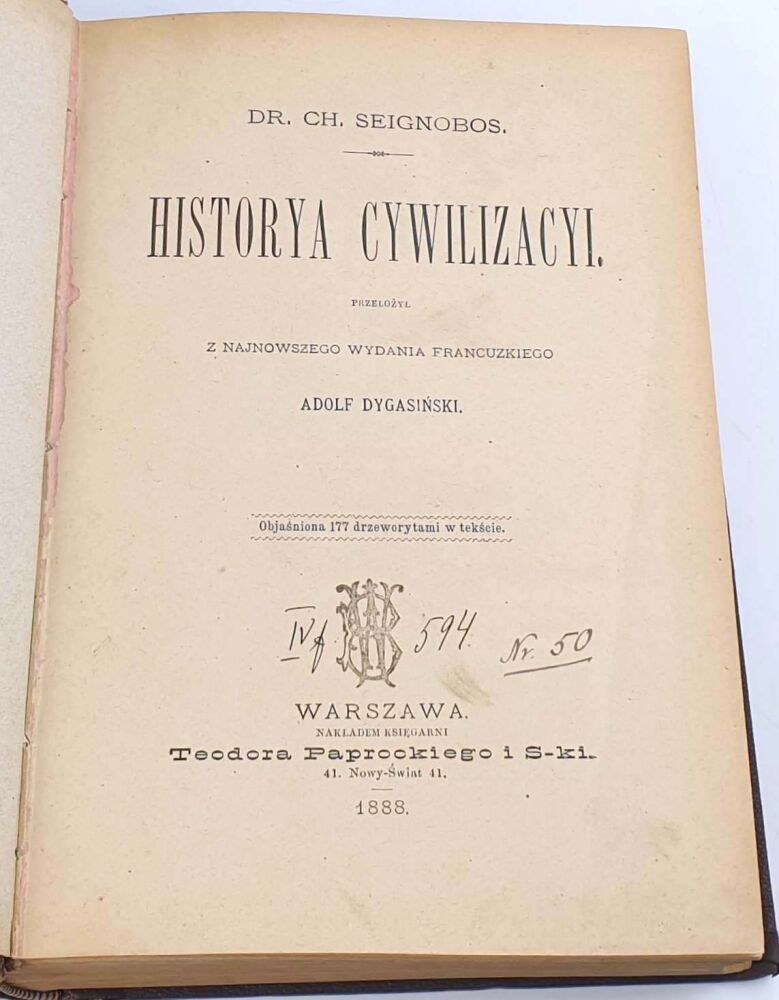 DR. CH. SEIGNOBOS.
HISTORYA CYWILIZACYI.
PRZEŁOŻYŁ
Z NAJNOWSZEGO WYDANIA FRANCUZKIEGO
ADOLF DYGASIŃSKI.
Objaśniona 177 drzeworytami w tekście.
IV f 594.
Nr. 50
WARSZAWA.
NAKŁADEM KSIĘGARNI
Teodora Paprockiego i S-ki.
41. Nowy-Świat 41.
1888.